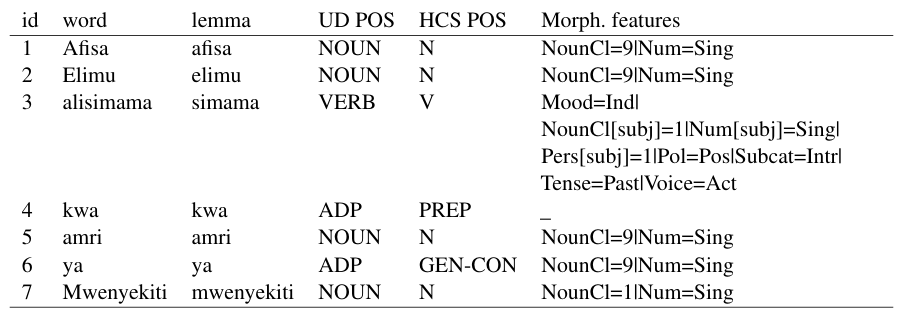 id word lemma UD POS HCS POS Morph. features
1 Afisa afisa NOUN N NounCl=9|Num=Sing
2 Elimu elimu NOUN N NounCl=9|Num=Sing
3 alisimama simama VERB V Mood=Ind|
NounCl[subj]=1|Num[subj]=Sing|
Pers[subj]=1|Pol=Pos|Subcat=Intr|
Tense=Past|Voice=Act
4 kwa kwa ADP PREP _
5 amri amri NOUN N NounCl=9|Num=Sing
6 ya ya ADP GEN-CON NounCl=9|Num=Sing
7 Mwenyekiti mwenyekiti NOUN N NounCl=1|Num=Sing